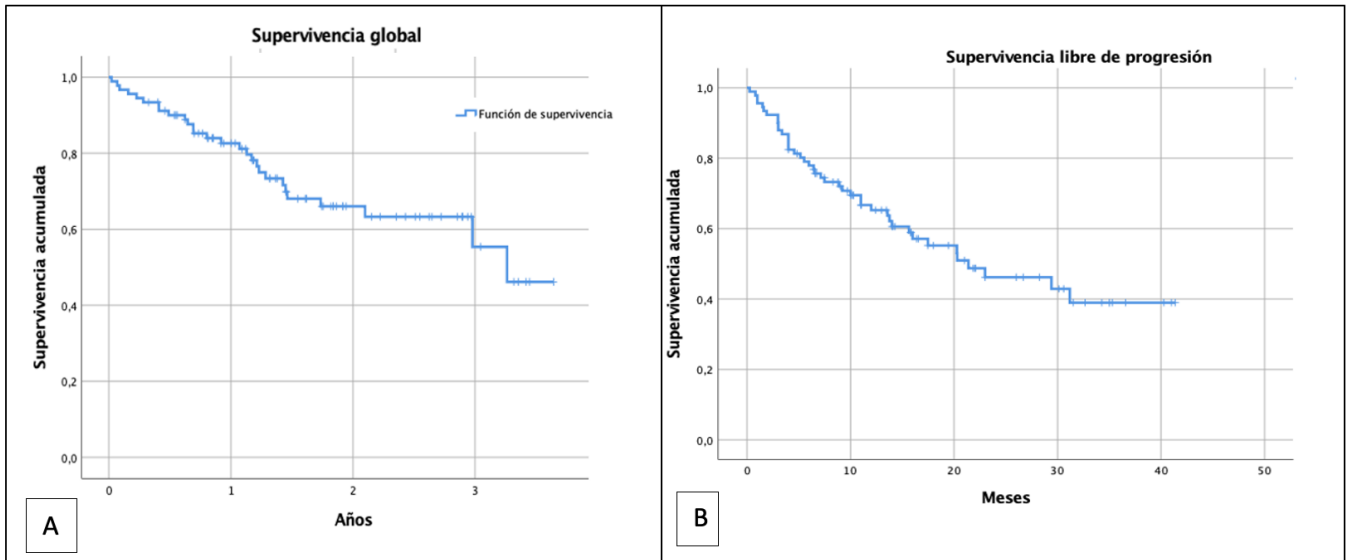 Supervivencia global
Supervivencia acumulada
1,0
0,8
0,6
0,4
0,2
0,0
Función de supervivencia
0 1 2 3
Años
A
Supervivencia libre de progresión
Supervivencia acumulada
1,0
0,8
0,6
0,4
0,2
0,0
0 10 20 30 40 50
Meses
B